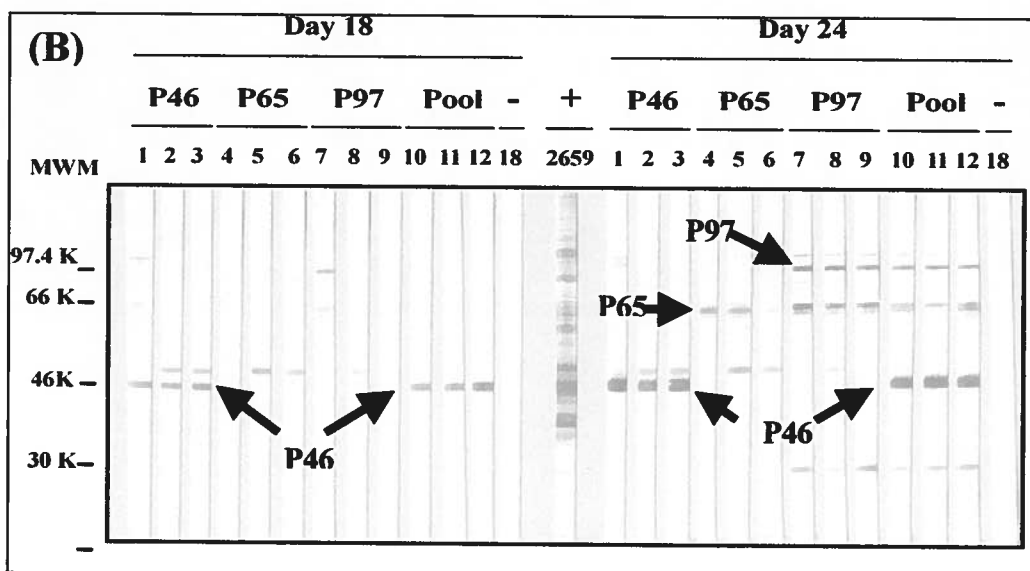 (B)
Day 18 Day 24
P46 P65 P97 Pool - + P46 P65 P97 Pool -
MWM 1 2 3 4 5 6 7 8 9 10 11 12 18 2659 1 2 3 4 5 6 7 8 9 10 11 12 18
P97
97.4 K
66 K
P65
46K
P46 P46
30 K